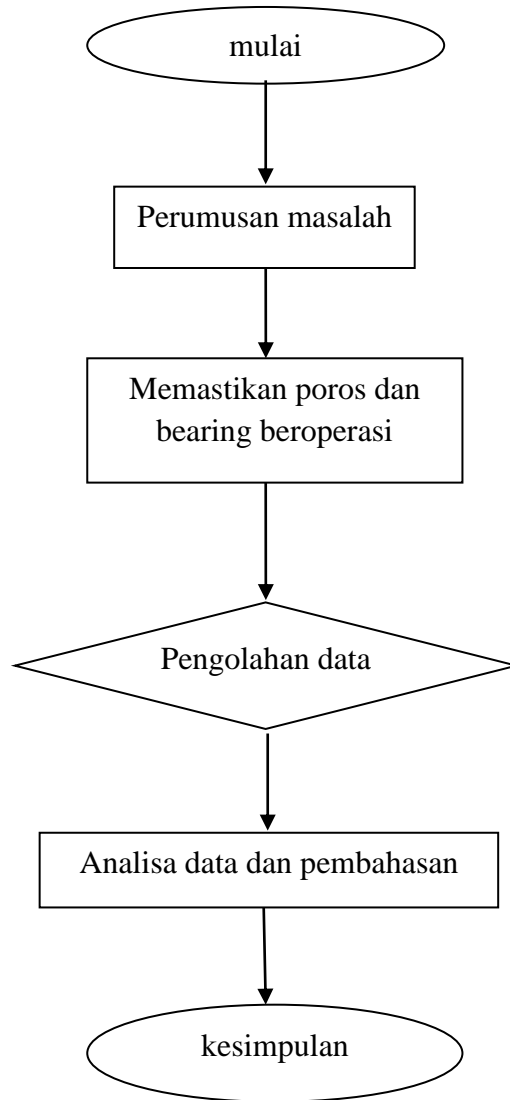 mulai
Perumusan masalah
Memastikan poros dan
bearing beroperasi
Pengolahan data
Analisa data dan pembahasan
kesimpulan